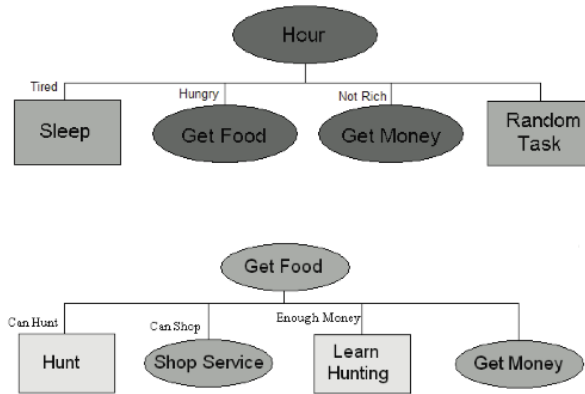 Hour
Tired
Hungry
Not Rich
Sleep
Get Food
Get Money
Random
Task
Get Food
Can Hunt
Can Shop
Enough Money
Hunt
Shop Service
Learn
Hunting
Get Money